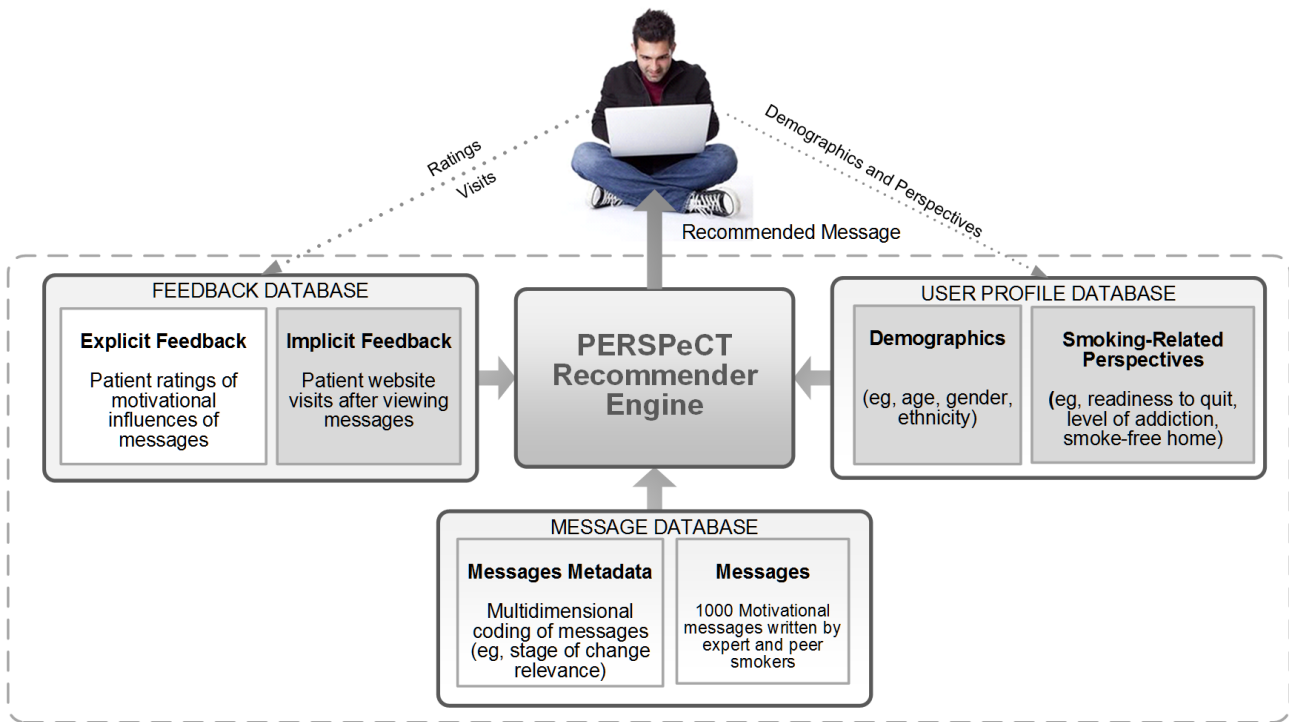 Ratings
Visits
Demographics and Perspectives
Recommended Message
FEEDBACK DATABASE
Explicit Feedback
Patient ratings of
motivational
influences of
messages
Implicit Feedback
Patient website
visits after viewing
messages
PERSPeCT
Recommender
Engine
USER PROFILE DATABASE
Demographics
(eg, age, gender,
ethnicity)
Smoking-Related
Perspectives
(eg, readiness to quit,
level of addiction,
smoke-free home)
MESSAGE DATABASE
Messages Metadata
Multidimensional
coding of messages
(eg, stage of change
relevance)
Messages
1000 Motivational
messages written by
expert and peer
smokers